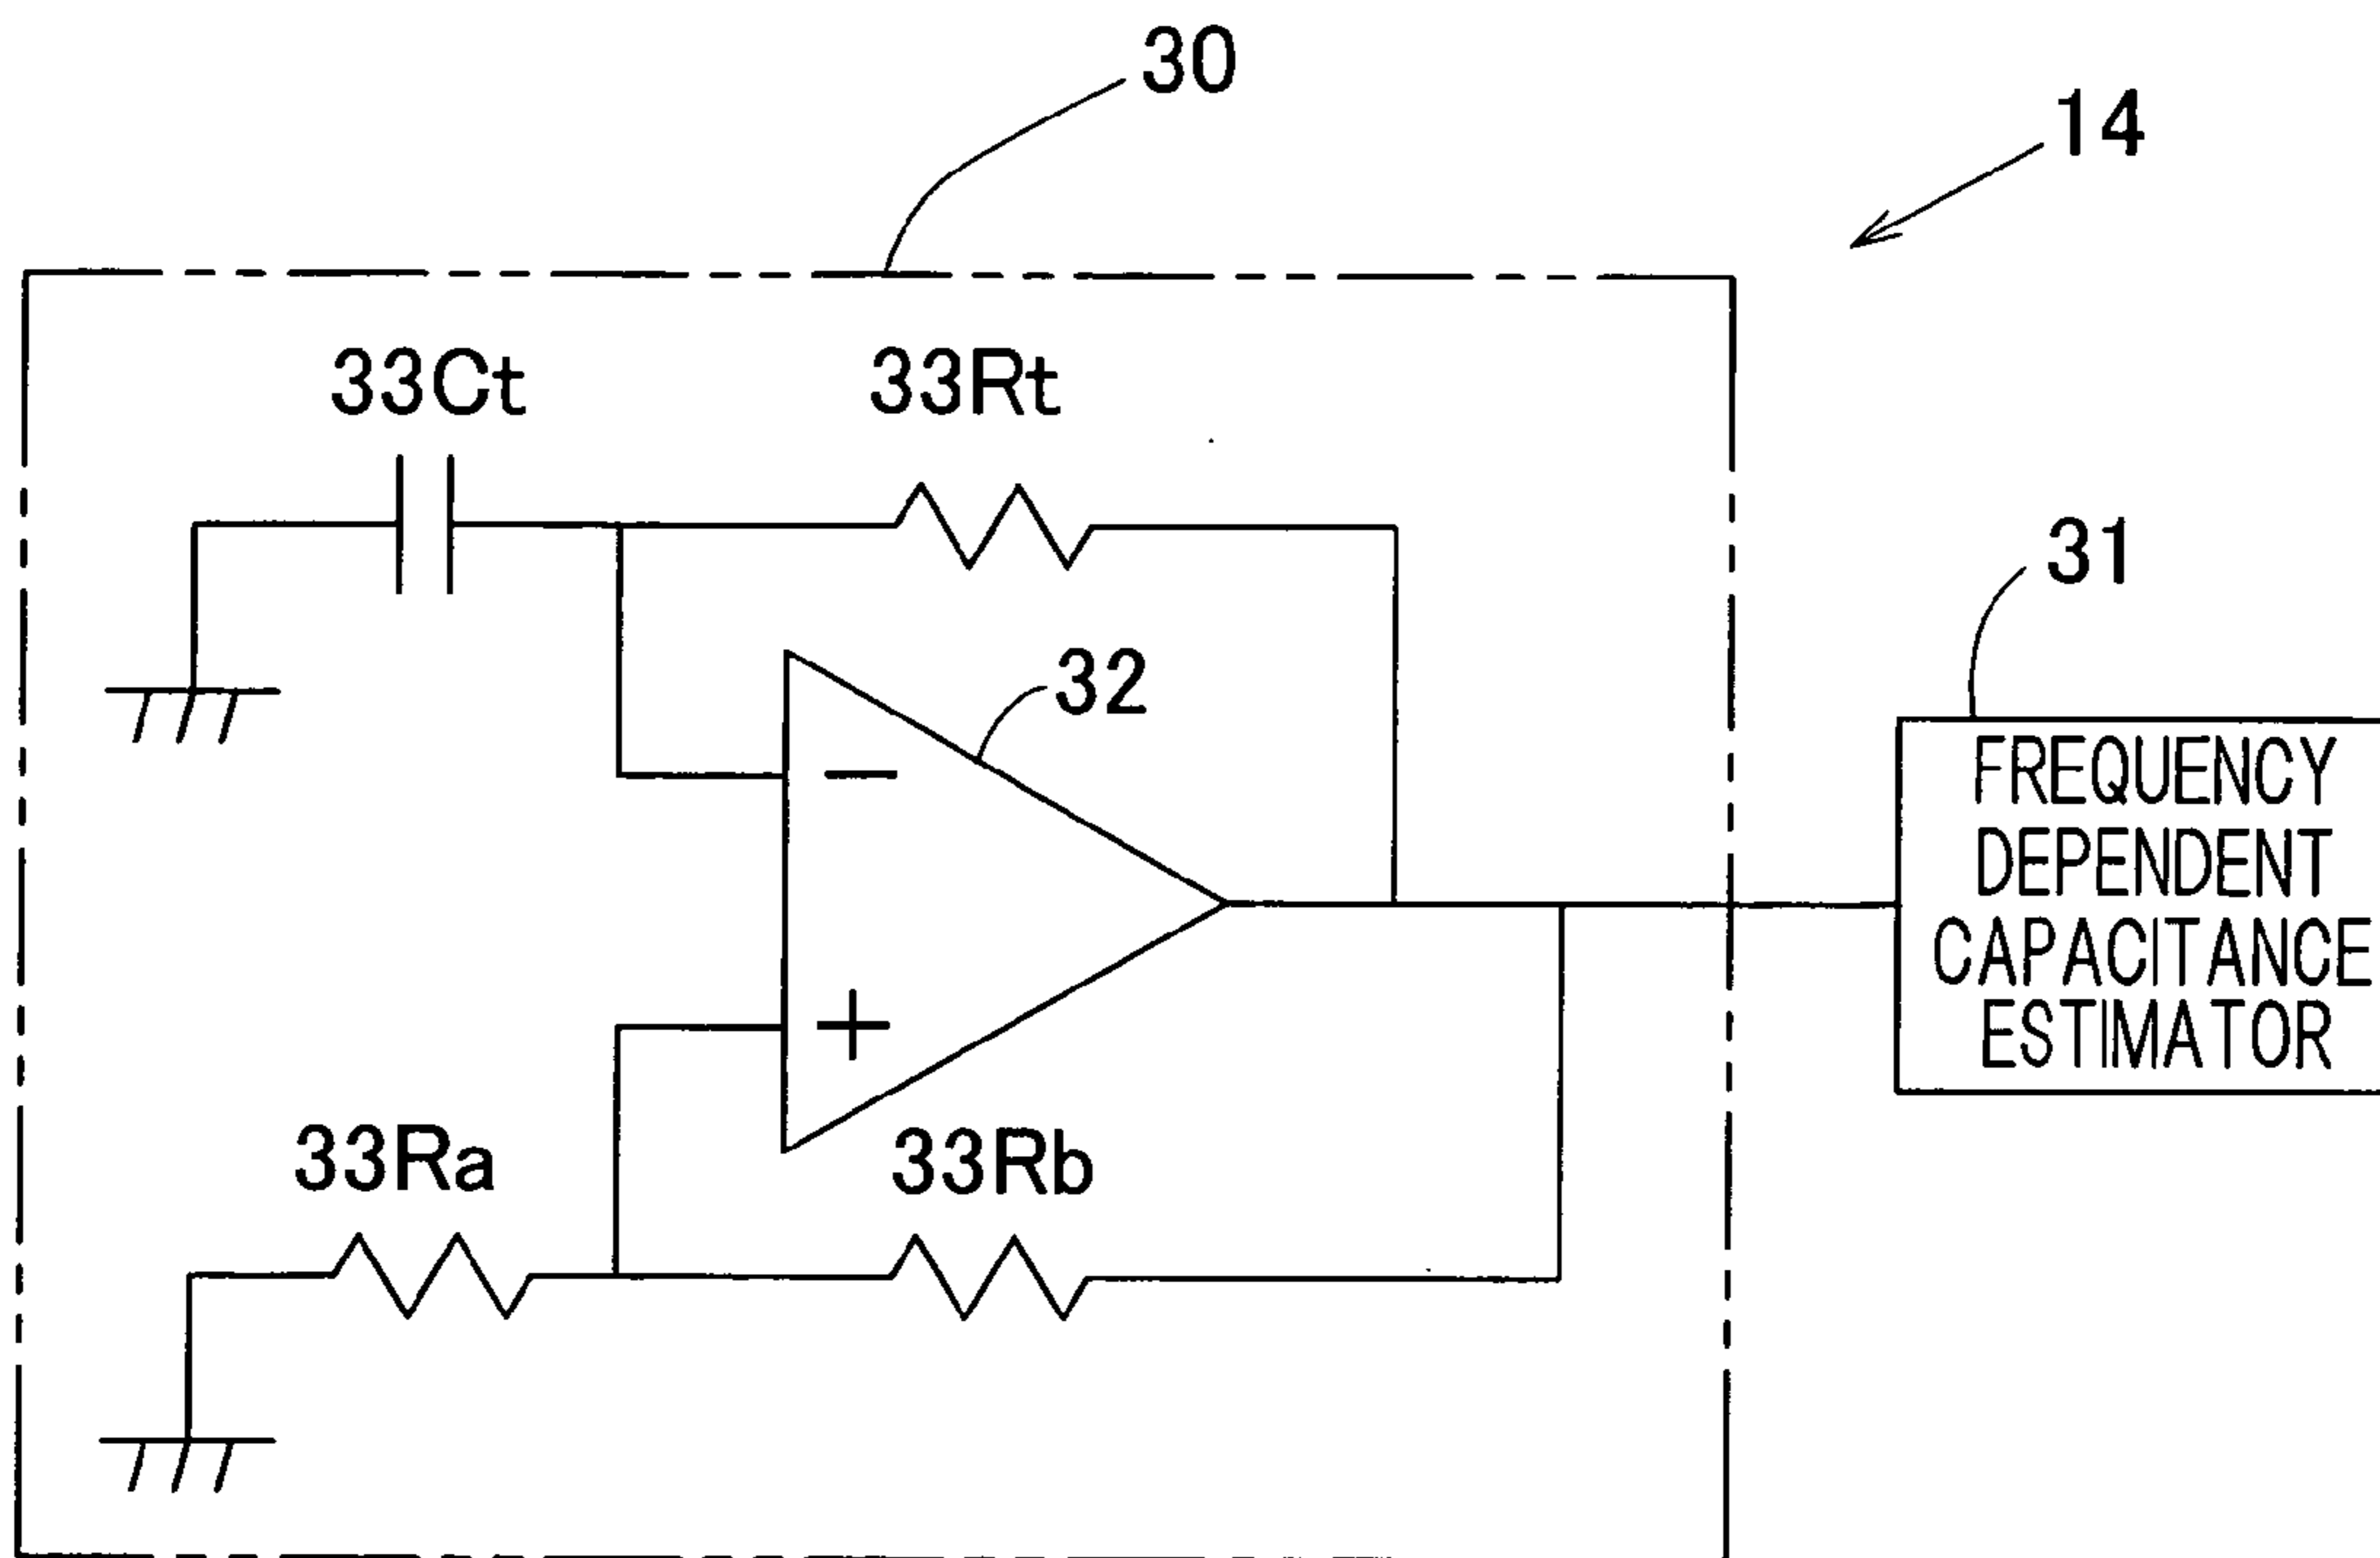 30
14
33Ct
33Rt
31
32
−
+
FREQUENCY
DEPENDENT
CAPACITANCE
ESTIMATOR
33Ra
33Rb